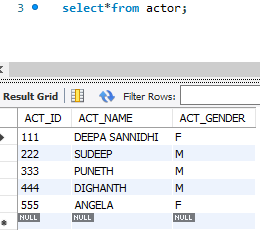 3 select*from actor;
Result Grid Filter Rows:
ACT_ID ACT_NAME ACT_GENDER
111 DEEPA SANNIDHI F
222 SUDEEP M
333 PUNETH M
444 DIGHANTH M
555 ANGELA F
NULL NULL NULL